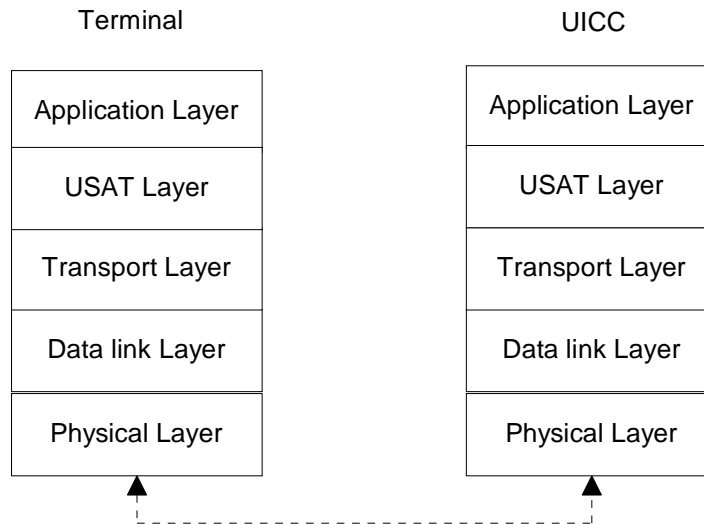 Terminal
UICC
Application Layer
Application Layer
USAT Layer
USAT Layer
Transport Layer
Transport Layer
Data link Layer
Data link Layer
Physical Layer
Physical Layer